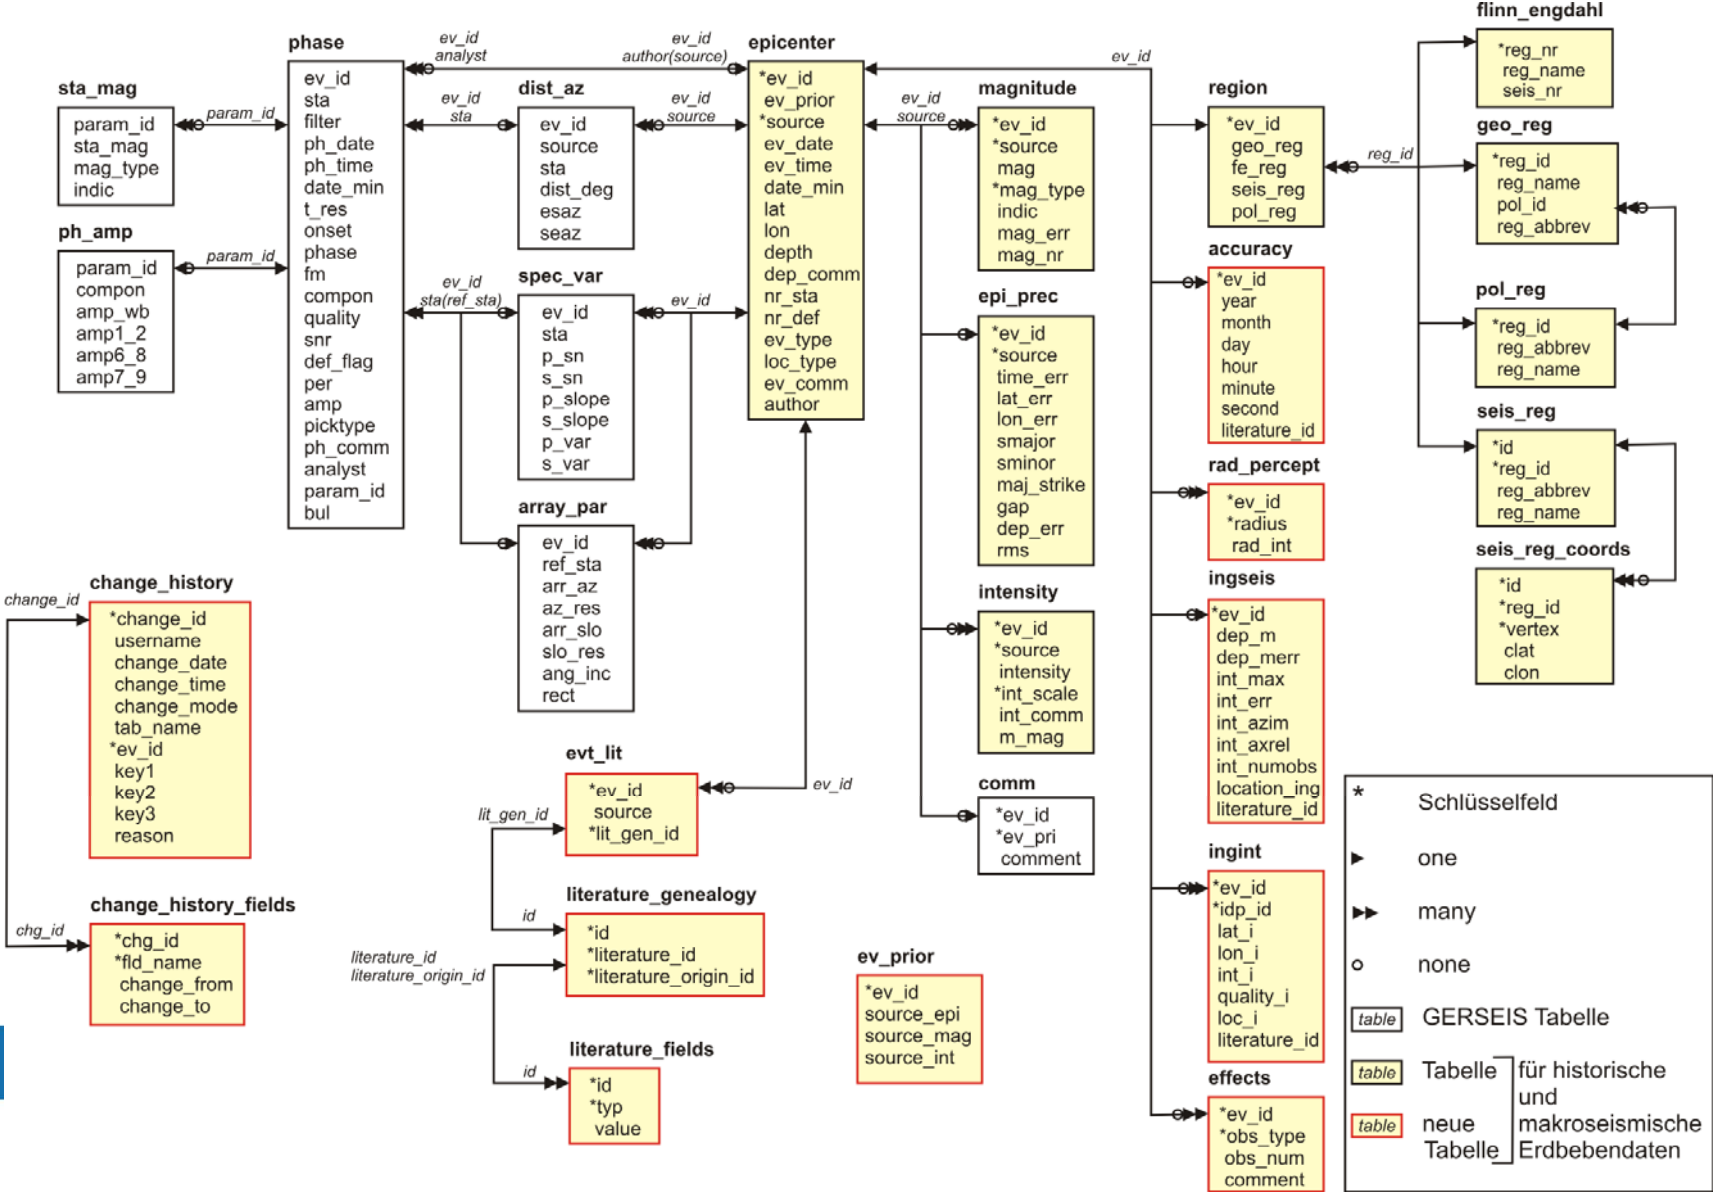 sta_mag
param_id
sta_mag
mag_type
indic
ph_amp
param_id
compon
amp_wb
amp1_2
amp6_8
amp7_9
param_id
param_id
phase
ev_id
sta
filter
ph_date
ph_time
date_min
t_res
onset
phase
fm
compon
quality
snr
def_flag
per
amp
picktype
ph_comm
analyst
param_id
bul
ev_id
analyst
ev_id
author(source)
ev_id
sta
ev_id
source
dist_az
ev_id
source
sta
dist_deg
esaz
seaz
ev_id
sta(ref_sta)
ev_id
spec_var
ev_id
sta
p_sn
s_sn
p_slope
s_slope
p_var
s_var
array_par
ev_id
ref_sta
arr_az
az_res
arr_slo
slo_res
ang_inc
rect
epicenter
*ev_id
ev_prior
*source
ev_date
ev_time
date_min
lat
lon
depth
dep_comm
nr_sta
nr_def
ev_type
loc_type
ev_comm
author
ev_id
ev_id
source
magnitude
*ev_id
*source
mag
*mag_type
indic
mag_err
mag_nr
epi_prec
*ev_id
*source
time_err
lat_err
lon_err
smajor
sminor
maj_strike
gap
dep_err
rms
intensity
*ev_id
*source
intensity
*int_scale
int_comm
m_mag
comm
*ev_id
*ev_pri
comment
region
*ev_id
geo_reg
fe_reg
seis_reg
pol_reg
accuracy
*ev_id
year
month
day
hour
minute
second
literature_id
rad_percept
*ev_id
*radius
rad_int
ingseis
*ev_id
dep_m
dep_merr
int_max
int_err
int_azim
int_axrel
int_numobs
location_ing
literature_id
ingint
*ev_id
*idp_id
lat_i
lon_i
int_i
quality_i
loc_i
literature_id
effects
*ev_id
*obs_type
obs_num
comment
reg_id
flinn_engdahl
*reg_nr
reg_name
seis_nr
geo_reg
*reg_id
reg_name
pol_id
reg_abbrev
pol_reg
*reg_id
reg_abbrev
reg_name
seis_reg
*id
*reg_id
reg_abbrev
reg_name
seis_reg_coords
*id
*reg_id
*vertex
clat
clon
change_id
change_history
*change_id
username
change_date
change_time
change_mode
tab_name
*ev_id
key1
key2
key3
reason
chg_id
change_history_fields
*chg_id
*fld_name
change_from
change_to
evt_lit
*ev_id
source
*lit_gen_id
ev_id
lit_gen_id
id
literature_genealogy
*id
*literature_id
*literature_origin_id
literature_id
literature_origin_id
id
literature_fields
*id
*typ
value
ev_prior
*ev_id
source_epi
source_mag
source_int
* Schlüsselfeld
one
many
none
table GERSEIS Tabelle
table Tabelle
table neue
Tabelle
für historische
und
makroseismische
Erdbebendaten